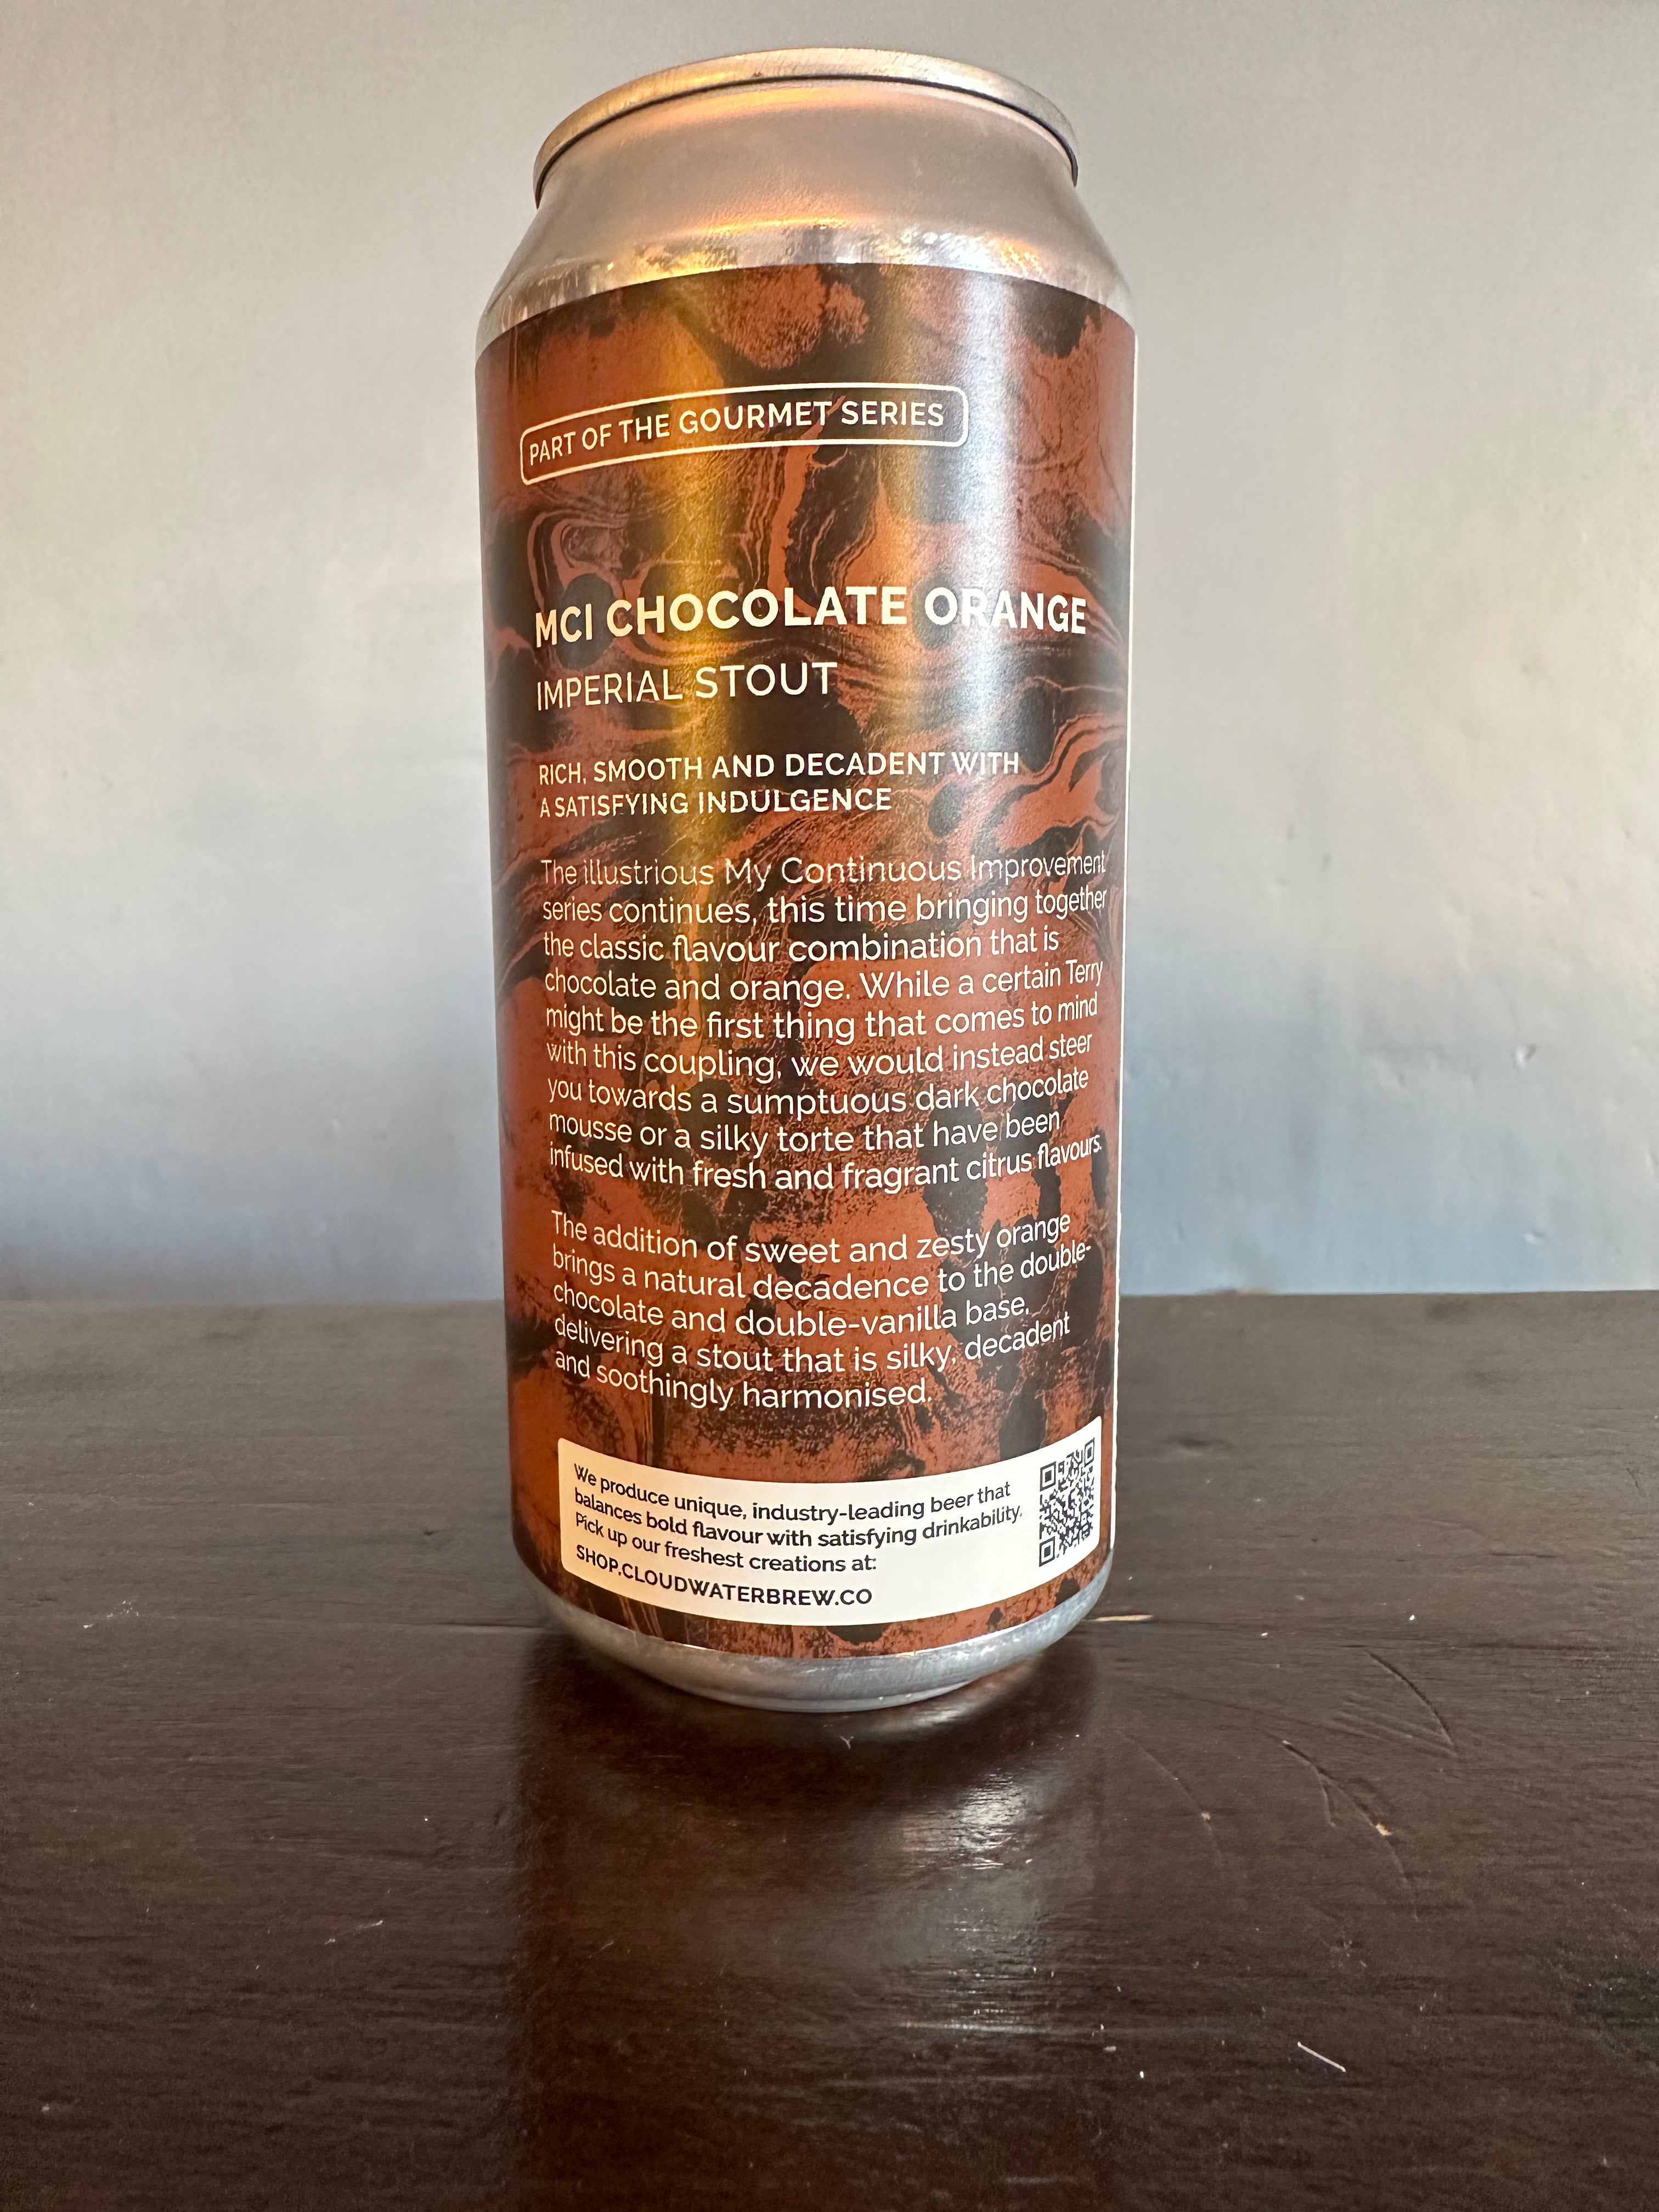 PART OF THE GOURMET SERIES
MCI CHOCOLATE ORANGE
IMPERIAL STOUT
RICH, SMOOTH AND DECADENT WITH
A SATISFYING INDULGENCE
The illustrious My Continuous Improvement
series continues, this time bringing together
the classic flavour combination that is
chocolate and orange. While a certain Terry
might be the first thing that comes to mind
with this coupling, we would instead steer
you towards a sumptuous dark chocolate
mousse or a silky torte that have been
infused with fresh and fragrant citrus flavours.
The addition of sweet and zesty orange
brings a natural decadence to the double-
chocolate and double-vanilla base,
delivering a stout that is silky, decadent
and soothingly harmonised.
We produce unique, industry-leading beer that
balances bold flavour with satisfying drinkability.
Pick up our freshest creations at:
SHOP.CLOUDWATERBREW.CO